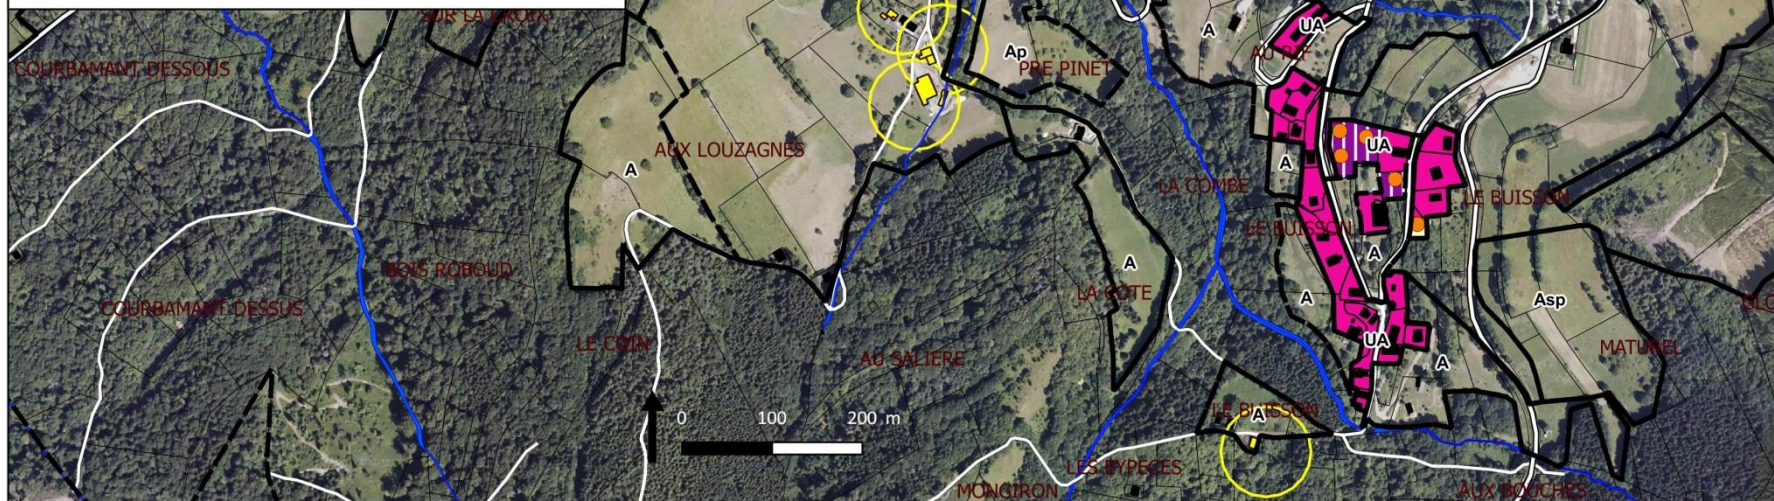 SUR LA CROIX
A
UA
AU RIF
COURBAMANT DESSOUS
Ap
PRE PINET
AUX LOUZAGNES
A
UA
A
LA COMBE
LE BUISSON
LE BUISSON
A
A
BOIS ROBOUD
LA COTE
A
Asp
COURBAMANT DESSUS
LE COIN
AU SALIERE
UA
A
MATUREL
0 100 200 m
LE BUISSON
A
LES EYPECES
MONGIRON
AUX BOUCHES